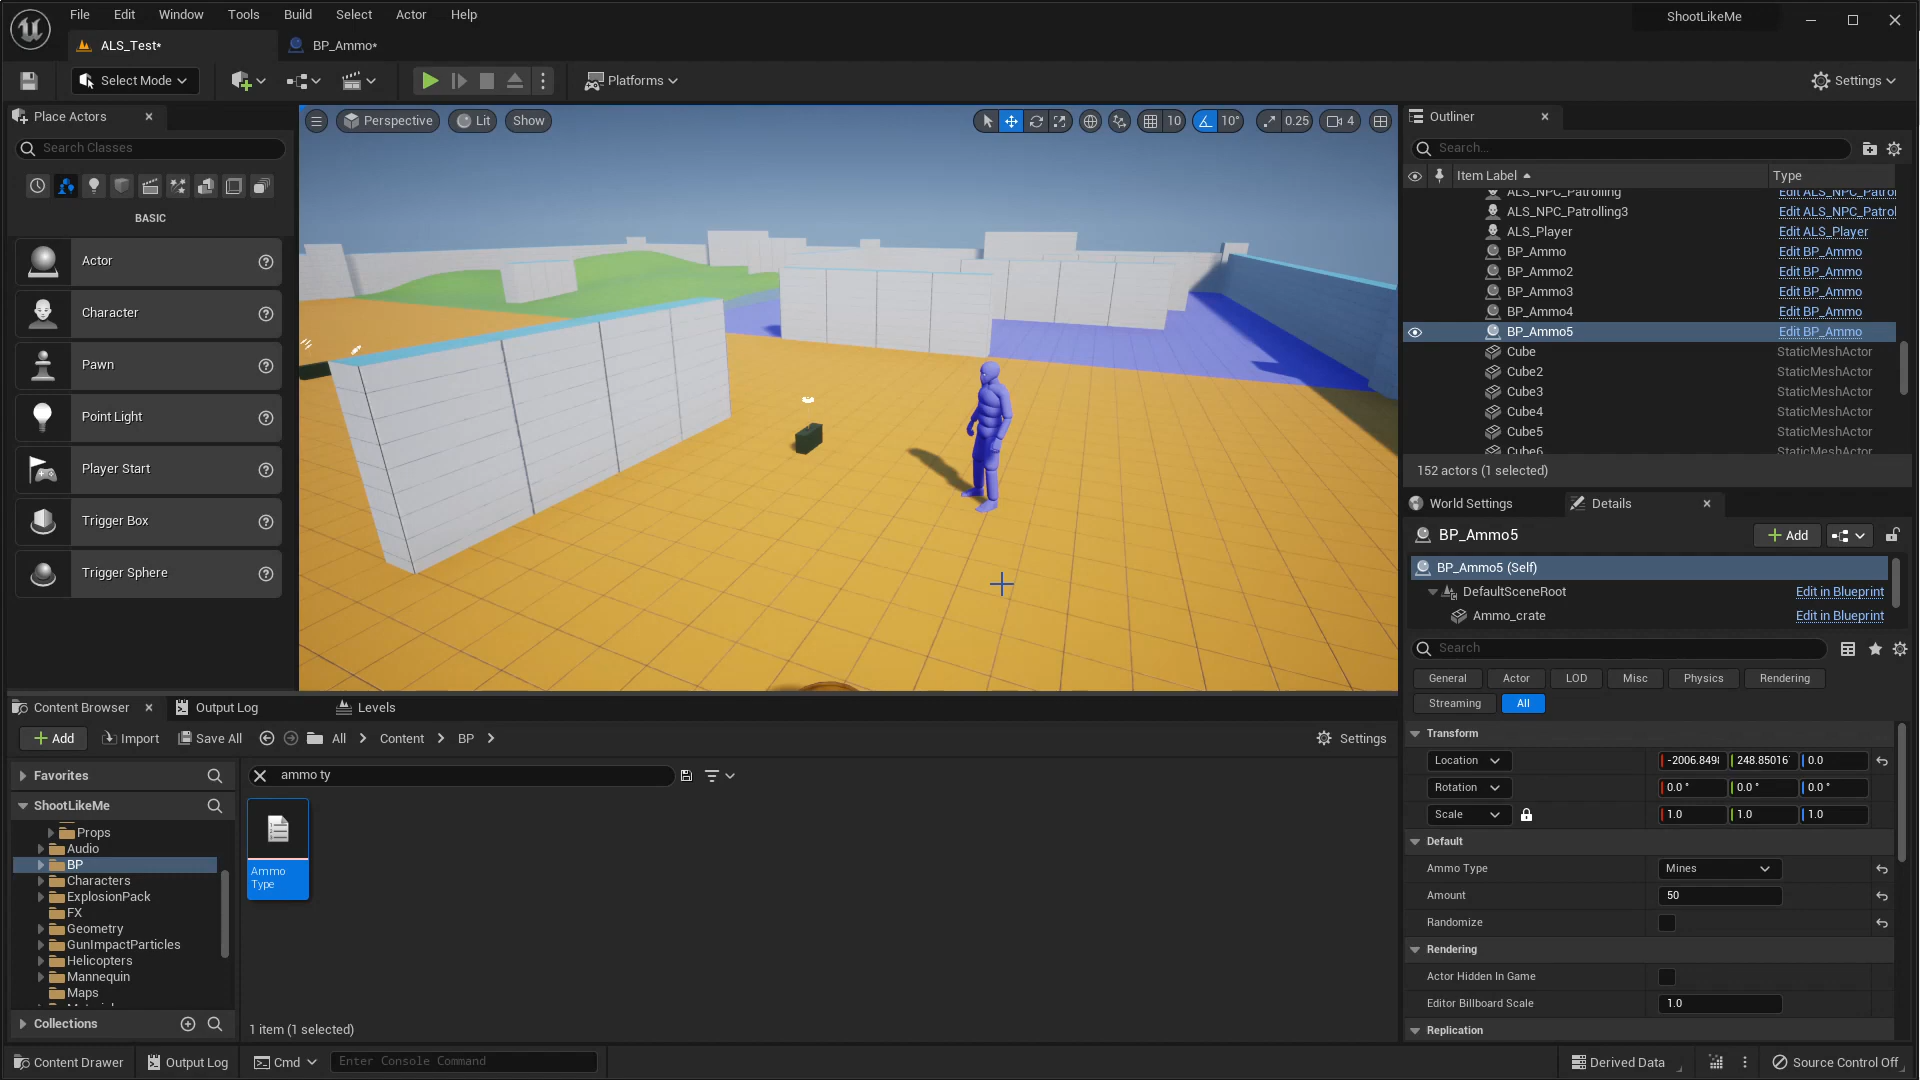 File Edit Window Tools Build Select Actor Help
ShootLikeMe
ALS_Test*
BP_Ammo*
Select Mode
Platforms
Settings
Place Actors
Search Classes
BASIC
Actor
Character
Pawn
Point Light
Player Start
Trigger Box
Trigger Sphere
Perspective
Lit
Show
10
10°
0.25
4
Outliner
Search...
Item Label
Type
ALS_NPC_Patrolling Edit ALS_NPC_Patrol
ALS_NPC_Patrolling3 Edit ALS_NPC_Patrol
ALS_Player Edit ALS_Player
BP_Ammo Edit BP_Ammo
BP_Ammo2 Edit BP_Ammo
BP_Ammo3 Edit BP_Ammo
BP_Ammo4 Edit BP_Ammo
BP_Ammo5 Edit BP_Ammo
Cube StaticMeshActor
Cube2 StaticMeshActor
Cube3 StaticMeshActor
Cube4 StaticMeshActor
Cube5 StaticMeshActor
Cube6 StaticMeshActor
152 actors (1 selected)
World Settings
Details
BP_Ammo5
Add
BP_Ammo5 (Self)
DefaultSceneRoot Edit in Blueprint
Ammo_crate Edit in Blueprint
Search
General Actor LOD Misc Physics Rendering
Streaming All
Transform
Location -2006.849 248.85016 0.0
Rotation 0.0 ° 0.0 ° 0.0 °
Scale 1.0 1.0 1.0
Default
Ammo Type Mines
Amount 50
Randomize
Rendering
Actor Hidden In Game
Editor Billboard Scale 1.0
Replication
Content Browser
Output Log
Levels
Add
Import
Save All
All
Content
BP
Settings
Favorites
ShootLikeMe
Props
Audio
BP
Characters
ExplosionPack
FX
Geometry
GunImpactParticles
Helicopters
Mannequin
Maps
Collections
ammo ty
Ammo
Type
1 item (1 selected)
Content Drawer
Output Log
Cmd
Enter Console Command
Derived Data
Source Control Off